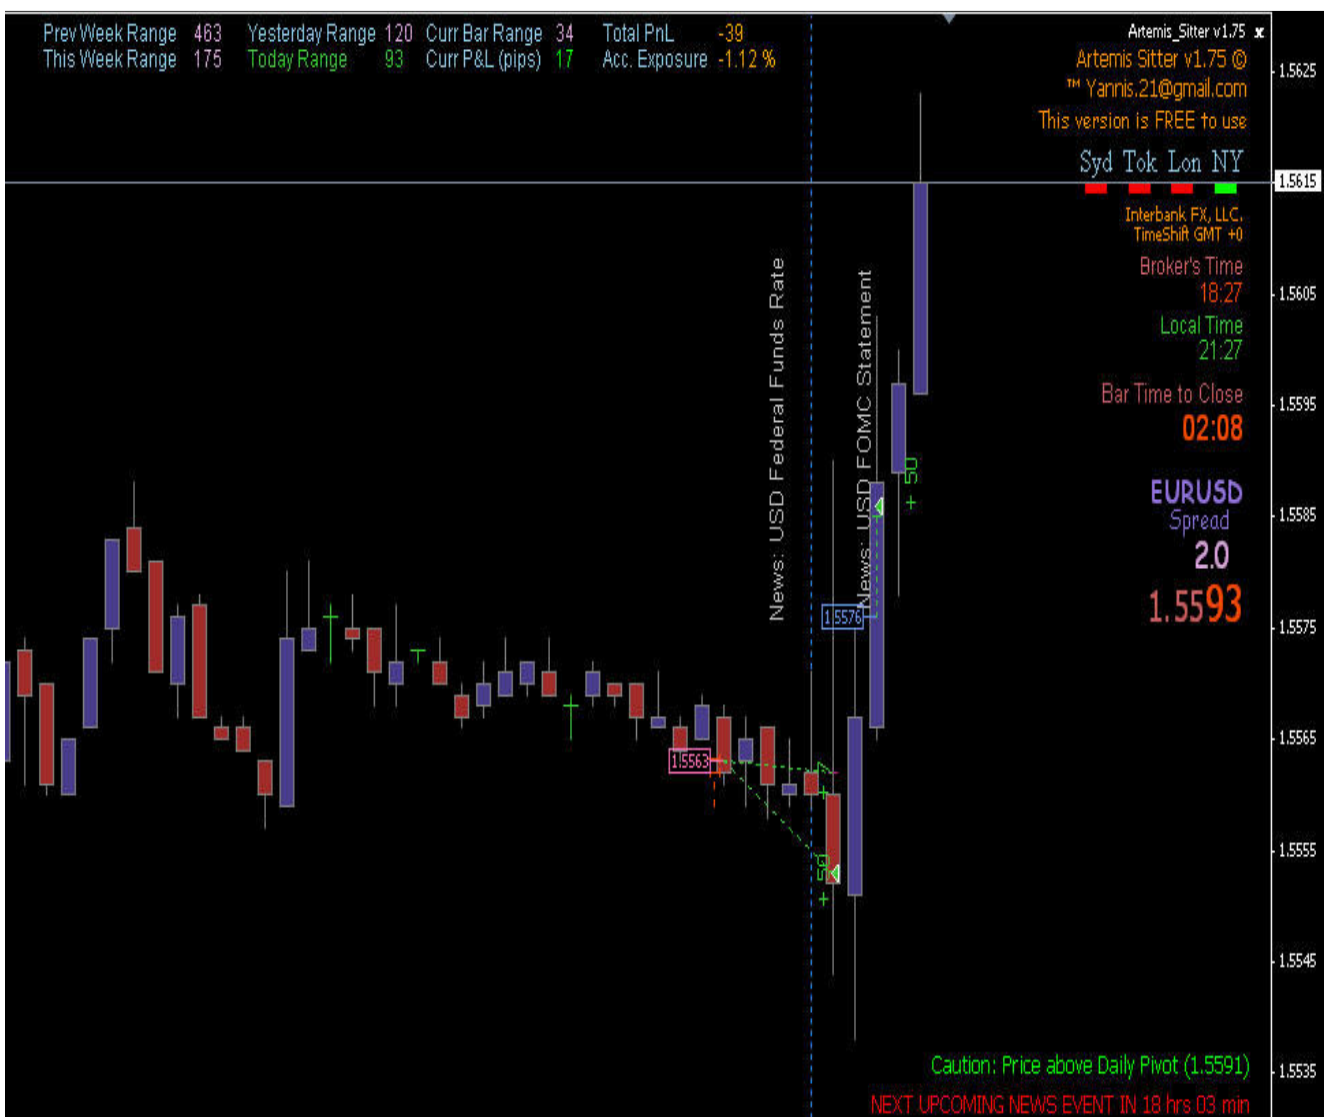 Prev Week Range 463 Yesterday Range 120 Curr Bar Range 34 Total PnL -39
This Week Range 175 Today Range 93 Curr P&L (pips) 17 Acc. Exposure -1.12 %
Artemis_Sitter v1.75 x
Artemis Sitter v1.75 ©
™ Yannis.21@gmail.com
This version is FREE to use
Syd Tok Lon NY
Interbank FX, LLC.
TimeShift GMT +0
Broker's Time
18:27
Local Time
21:27
Bar Time to Close
02:08
EURUSD
Spread
2.0
1.5593
News: USD Federal Funds Rate
News: USD FOMC Statement
+ 50
1.5576
1.5563
+ 7
+ 50
1.5625
1.5615
1.5605
1.5595
1.5585
1.5575
1.5565
1.5555
1.5545
1.5535
Caution: Price above Daily Pivot (1.5591)
NEXT UPCOMING NEWS EVENT IN 18 hrs 03 min